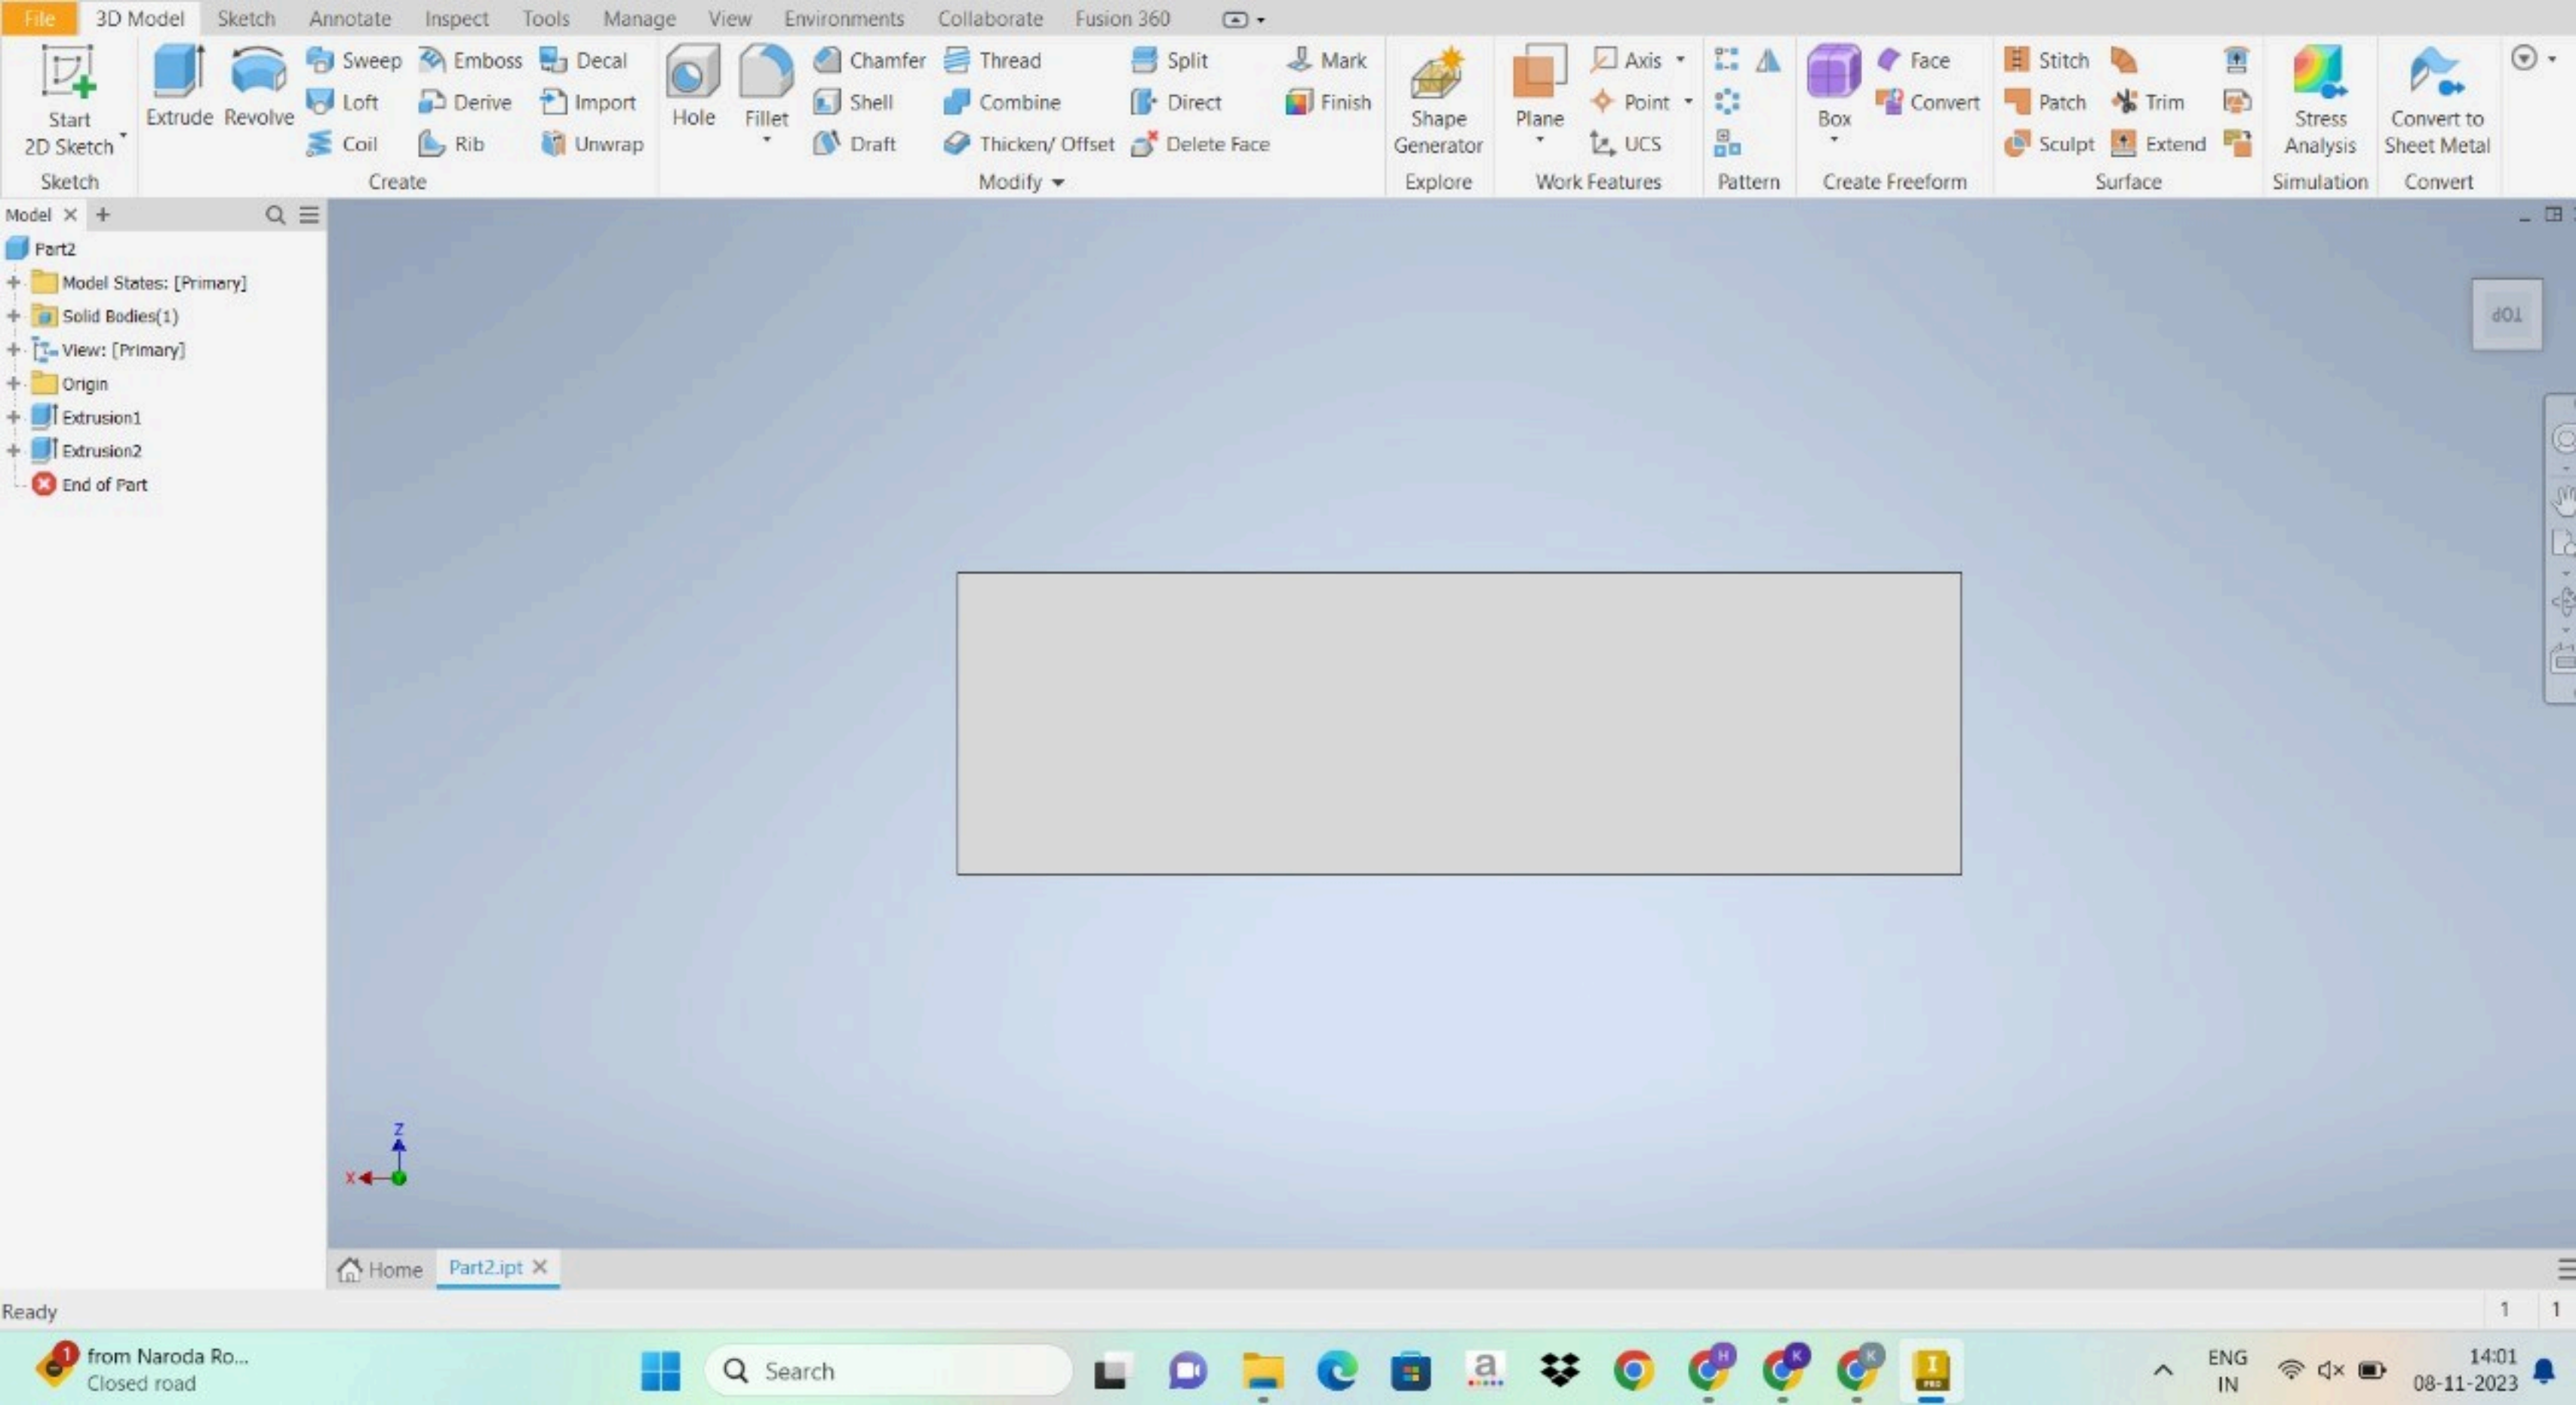 File 3D Model Sketch Annotate Inspect Tools Manage View Environments Collaborate Fusion 360
Start 2D Sketch
Extrude
Revolve
Sweep Emboss Decal
Loft Derive Import
Coil Rib Unwrap
Hole
Fillet
Chamfer Thread Split Mark
Shell Combine Direct Finish
Draft Thicken/ Offset Delete Face
Shape Generator
Plane
Axis
Point
UCS
Box
Face
Convert
Stitch
Patch Trim
Sculpt Extend
Stress Analysis
Convert to Sheet Metal
Sketch Create Modify Explore Work Features Pattern Create Freeform Surface Simulation Convert
Model
Part2
Model States: [Primary]
Solid Bodies(1)
View: [Primary]
Origin
Extrusion1
Extrusion2
End of Part
TOP
Z
X
Home Part2.ipt
Ready 1 1
1
from Naroda Ro...
Closed road
Search
a
H
K
K
I
PRO
ENG
IN
14:01
08-11-2023